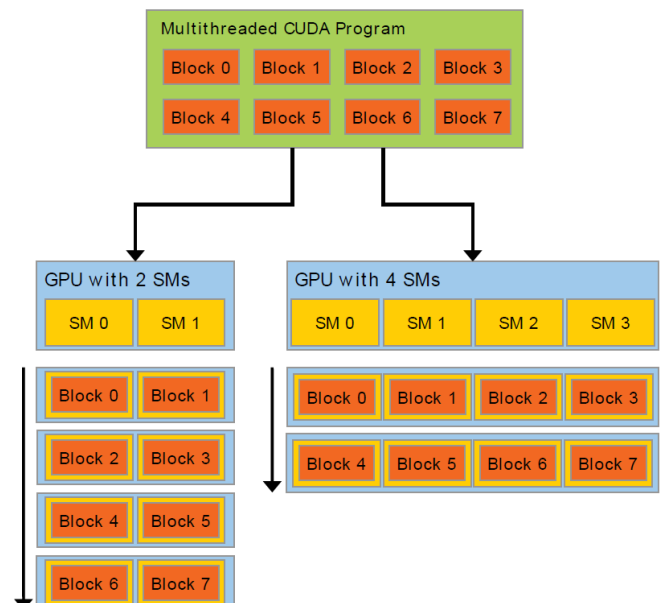 Multithreaded CUDA Program
Block 0 Block 1 Block 2 Block 3
Block 4 Block 5 Block 6 Block 7
GPU with 2 SMs
SM 0 SM 1
Block 0 Block 1
Block 2 Block 3
Block 4 Block 5
Block 6 Block 7
GPU with 4 SMs
SM 0 SM 1 SM 2 SM 3
Block 0 Block 1 Block 2 Block 3
Block 4 Block 5 Block 6 Block 7